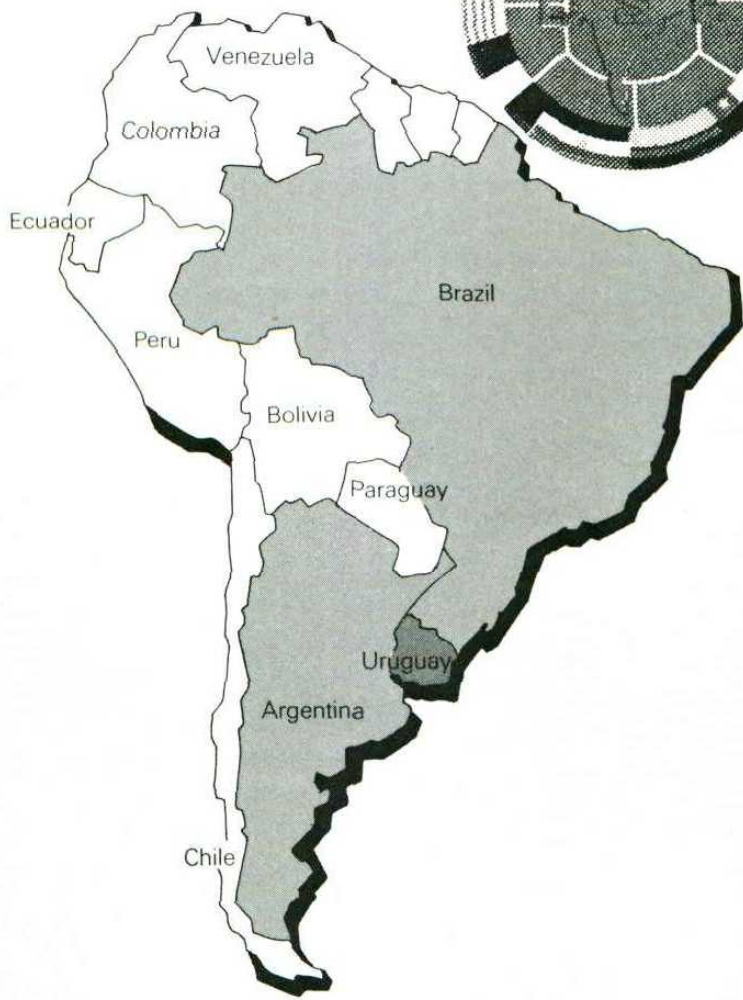 Venezuela
Colombia
Ecuador
Brazil
Peru
Bolivia
Paraguay
Uruguay
Argentina
Chile